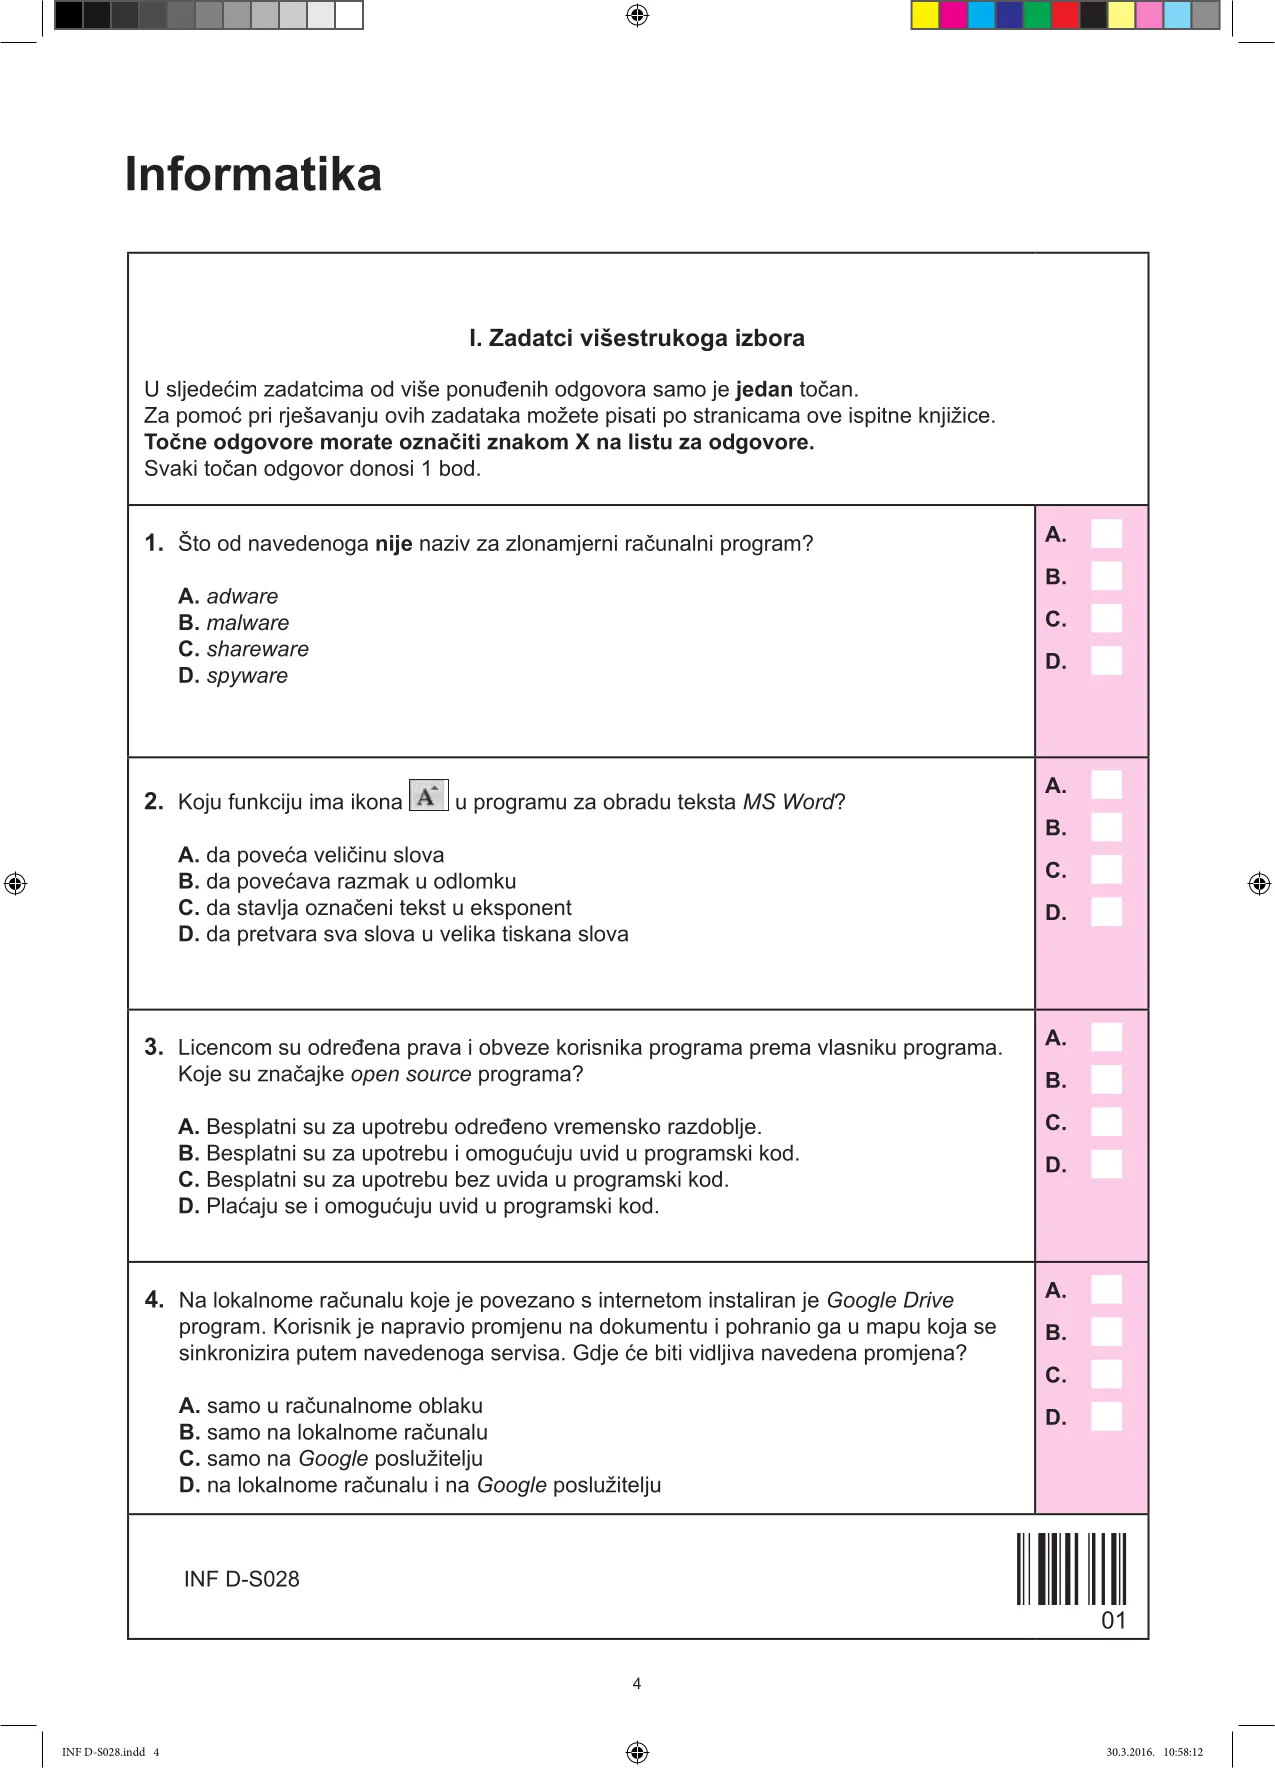 Informatika
I. Zadatci višestrukoga izbora
U sljedećim zadatcima od više ponuđenih odgovora samo je jedan točan.
Za pomoć pri rješavanju ovih zadataka možete pisati po stranicama ove ispitne knjižice.
Točne odgovore morate označiti znakom X na listu za odgovore.
Svaki točan odgovor donosi 1 bod.
1. Što od navedenoga nije naziv za zlonamjerni računalni program?
A. adware
B. malware
C. shareware
D. spyware
A.
B.
C.
D.
2. Koju funkciju ima ikona A u programu za obradu teksta MS Word?
A. da poveća veličinu slova
B. da povećava razmak u odlomku
C. da stavlja označeni tekst u eksponent
D. da pretvara sva slova u velika tiskana slova
A.
B.
C.
D.
3. Licencom su određena prava i obveze korisnika programa prema vlasniku programa.
Koje su značajke open source programa?
A. Besplatni su za upotrebu određeno vremensko razdoblje.
B. Besplatni su za upotrebu i omogućuju uvid u programski kod.
C. Besplatni su za upotrebu bez uvida u programski kod.
D. Plaćaju se i omogućuju uvid u programski kod.
A.
B.
C.
D.
4. Na lokalnome računalu koje je povezano s internetom instaliran je Google Drive
program. Korisnik je napravio promjenu na dokumentu i pohranio ga u mapu koja se
sinkronizira putem navedenoga servisa. Gdje će biti vidljiva navedena promjena?
A. samo u računalnome oblaku
B. samo na lokalnome računalu
C. samo na Google poslužitelju
D. na lokalnome računalu i na Google poslužitelju
A.
B.
C.
D.
INF D-S028
01
4
INF D-S028.indd 4
30.3.2016. 10:58:12